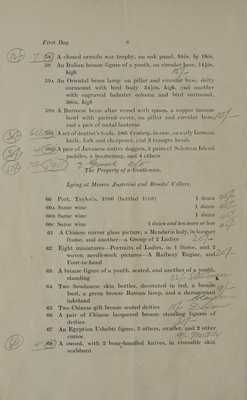 First Day 6
58 A chased ormolu war trophy, on oak panel, 34in. by 18in.
59 An Italian bronze figure of a youth, on circular base, 14½in.
high
59A An Oriental brass lamp on pillar and circular base, deity
surmount with bird body 34½in. high, and another
with engraved baluster column and bird surmount,
30in. high
59B A Burmese brass altar vessel with spoon, a copper incense
bowl with pierced cover, on pillar and circular base,
and a pair of metal lanterns
A set of dentist's tools, 18th Century, in case, an early German
knife, fork and sharpener, and 3 triangle heads
A pair of Javanese native daggers, 2 pairs of Solomon Island
paddles, a boomerang, and 4 others
The Property of a Gentleman.
Lying at Messrs. Justerini and Brooks' Cellars.
60 Port, Taylor's, 1906 (bottled 1908) 1 dozen
60A Same wine 1 dozen
60B Same wine 1 dozen
60C Same wine 1 dozen and ten more or less
61 A Chinese mirror glass picture, a Mandarin lady, in lacquer
frame, and another—a Group of 2 Ladies
62 Eight miniatures—Portraits of Ladies, in 1 frame, and 2
woven needlework pictures—A Railway Engine, and
Four-in-hand
63 A bronze figure of a youth, seated, and another of a youth,
standing
64 Two Soudanese skin bottles, decorated in red, a bronze
boat, a green bronze Roman lamp, and a damascened
inkstand
65 Two Chinese gilt bronze seated deities
66 A pair of Chinese lacquered bronze standing figures of
deities
67 An Egyptian Ushabti figure, 3 others, smaller, and 2 other
curios
68 A sword, with 2 bone-handled knives, in crocodile skin
scabbard